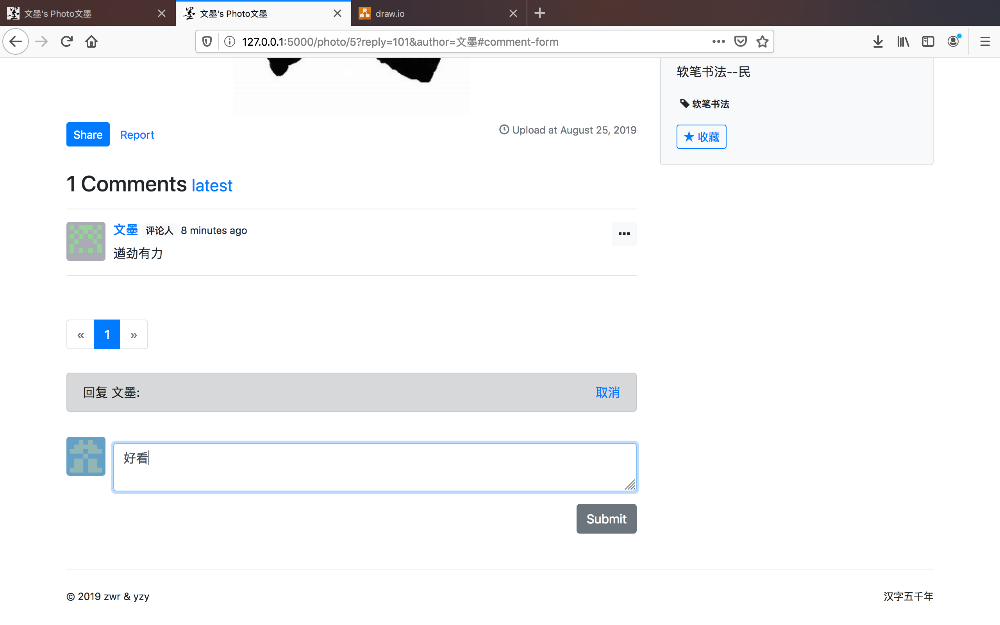 文墨's Photo文墨
文墨's Photo文墨
draw.io
127.0.0.1:5000/photo/5?reply=101&author=文墨#comment-form
软笔书法--民
软笔书法
★ 收藏
Share
Report
Upload at August 25, 2019
1 Comments latest
文墨 评论人 8 minutes ago
遒劲有力
« 1 »
回复 文墨:
取消
好看
Submit
© 2019 zwr & yzy
汉字五千年